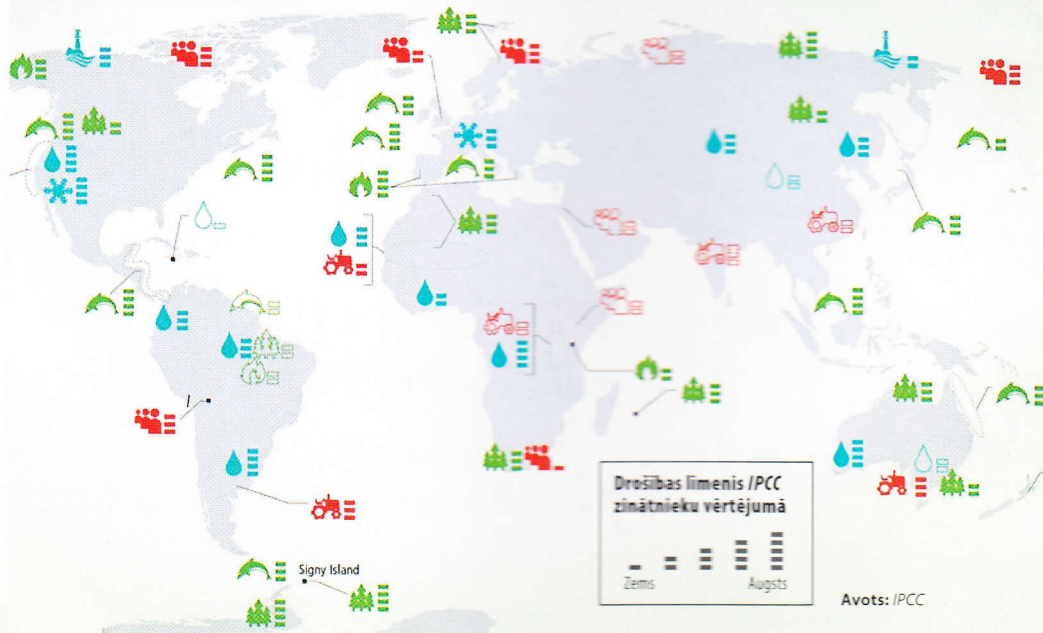 Signy Island
Drošības līmenis IPCC
zinātnieku vērtējumā
Zems
Augsts
Avots: IPCC